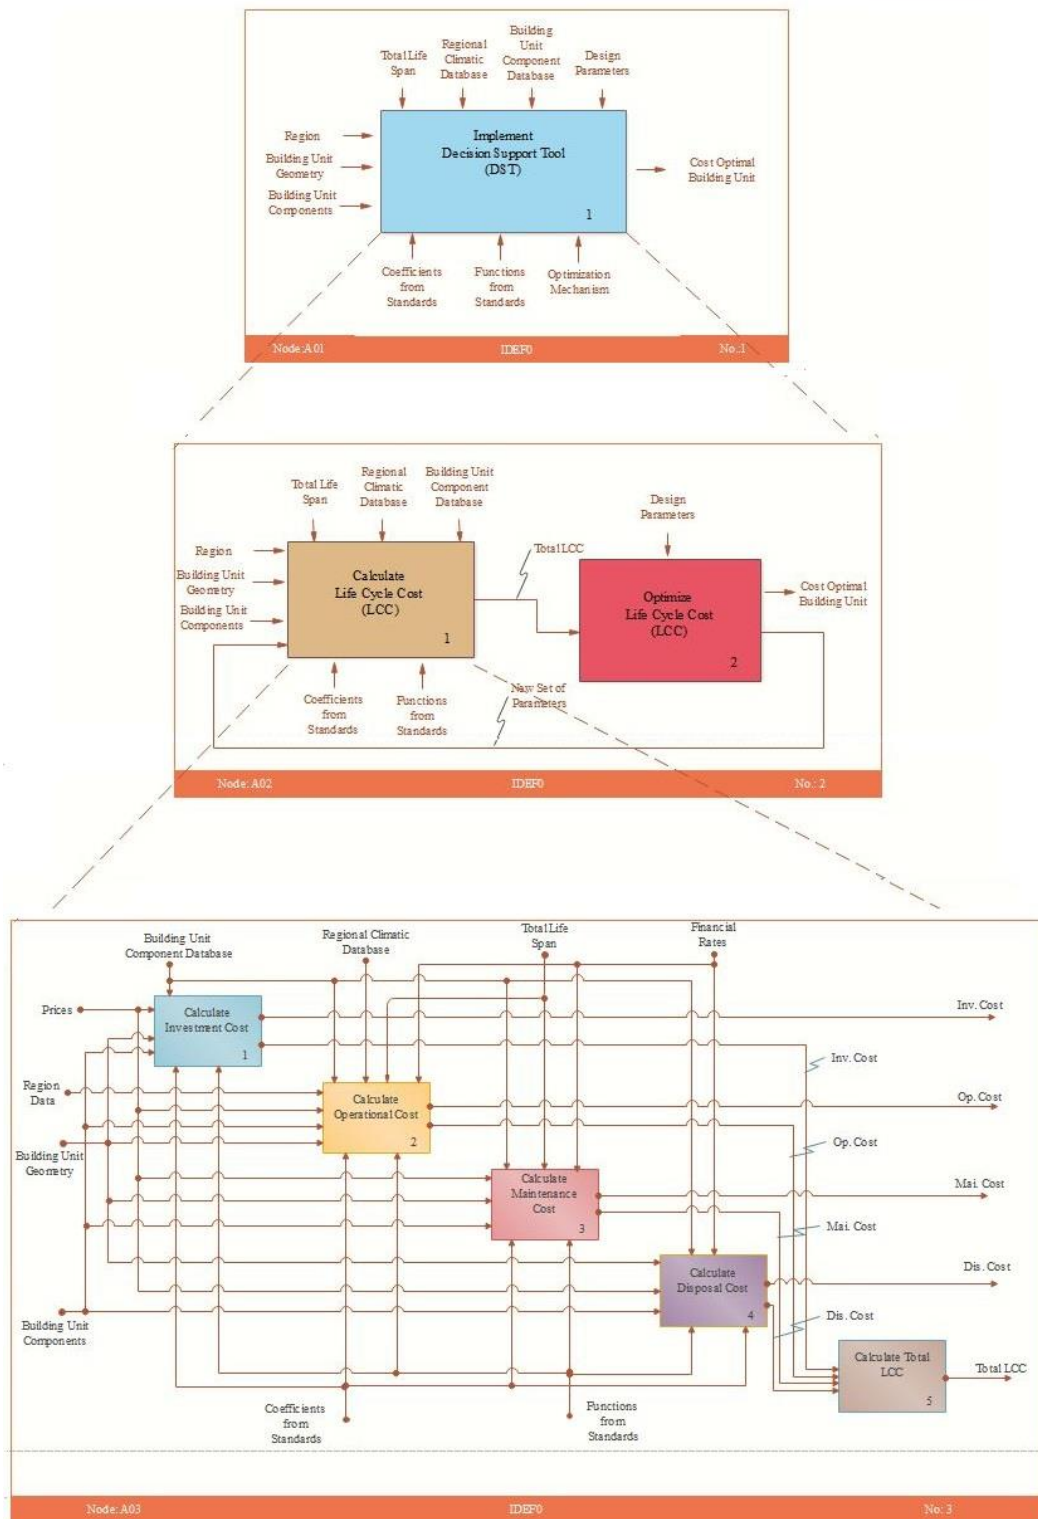 Total Life
Span
Regional
Climatic
Database
Building
Unit
Component
Database
Design
Parameters
Region
Building Unit
Geometry
Building Unit
Components
Implement
Decision Support Tool
(DST)
1
Cost Optimal
Building Unit
Coefficients
from
Standards
Functions
from
Standards
Optimization
Mechanism
Node:A01
IDEF0
No.:1
Total Life
Span
Regional
Climatic
Database
Building Unit
Component
Database
Design
Parameters
Region
Building Unit
Geometry
Building Unit
Components
Calculate
Life Cycle Cost
(LCC)
1
Total LCC
Optimize
Life Cycle Cost
(LCC)
2
Cost Optimal
Building Unit
Coefficients
from
Standards
Functions
from
Standards
New Set of
Parameters
Node: A02
IDEF0
No.: 2
Building Unit
Component Database
Regional Climatic
Database
Total Life
Span
Financial
Rates
Prices
Calculate
Investment Cost
1
Inv. Cost
Inv. Cost
Region
Data
Calculate
Operational Cost
2
Op. Cost
Op. Cost
Building Unit
Geometry
Calculate
Maintenance
Cost
3
Mai. Cost
Mai. Cost
Calculate
Disposal Cost
4
Dis. Cost
Dis. Cost
Building Unit
Components
Calculate Total
LCC
5
Total LCC
Coefficients
from
Standards
Functions
from
Standards
Node: A03
IDEF0
No: 3